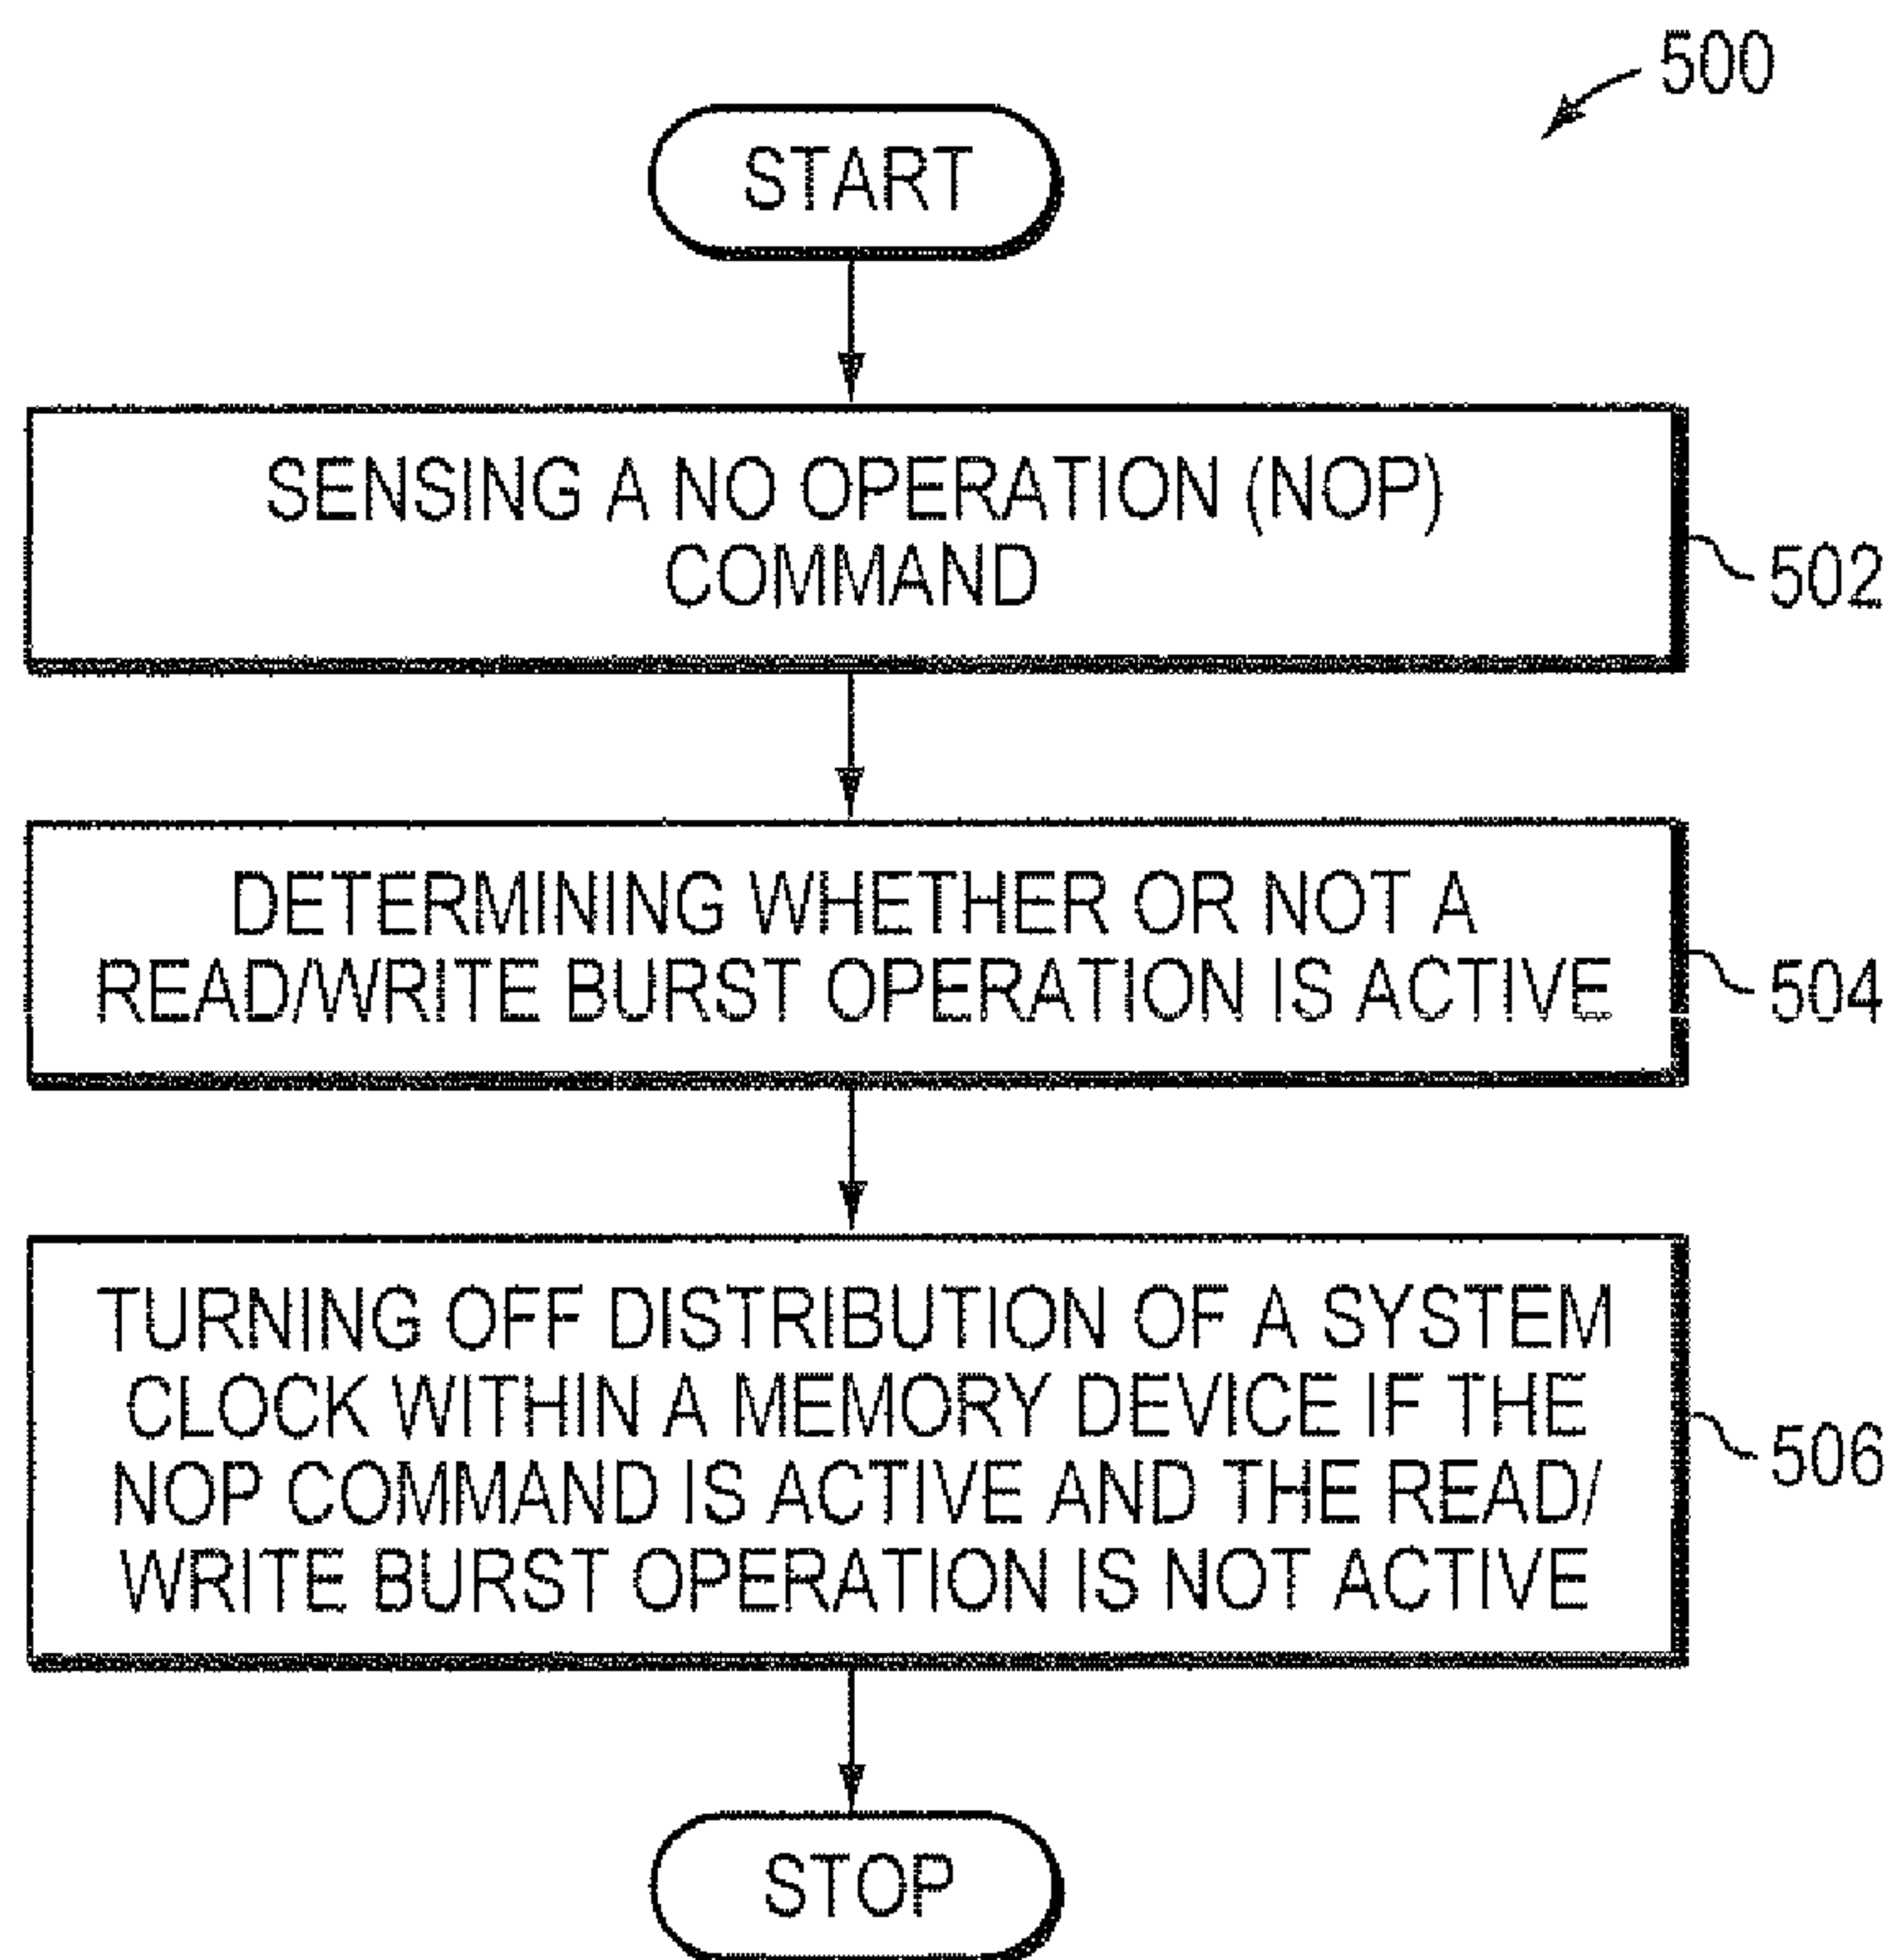 500
START
SENSING A NO OPERATION (NOP)
COMMAND
502
DETERMINING WHETHER OR NOT A
READ/WRITE BURST OPERATION IS ACTIVE
504
TURNING OFF DISTRIBUTION OF A SYSTEM
CLOCK WITHIN A MEMORY DEVICE IF THE
NOP COMMAND IS ACTIVE AND THE READ/
WRITE BURST OPERATION IS NOT ACTIVE
506
STOP